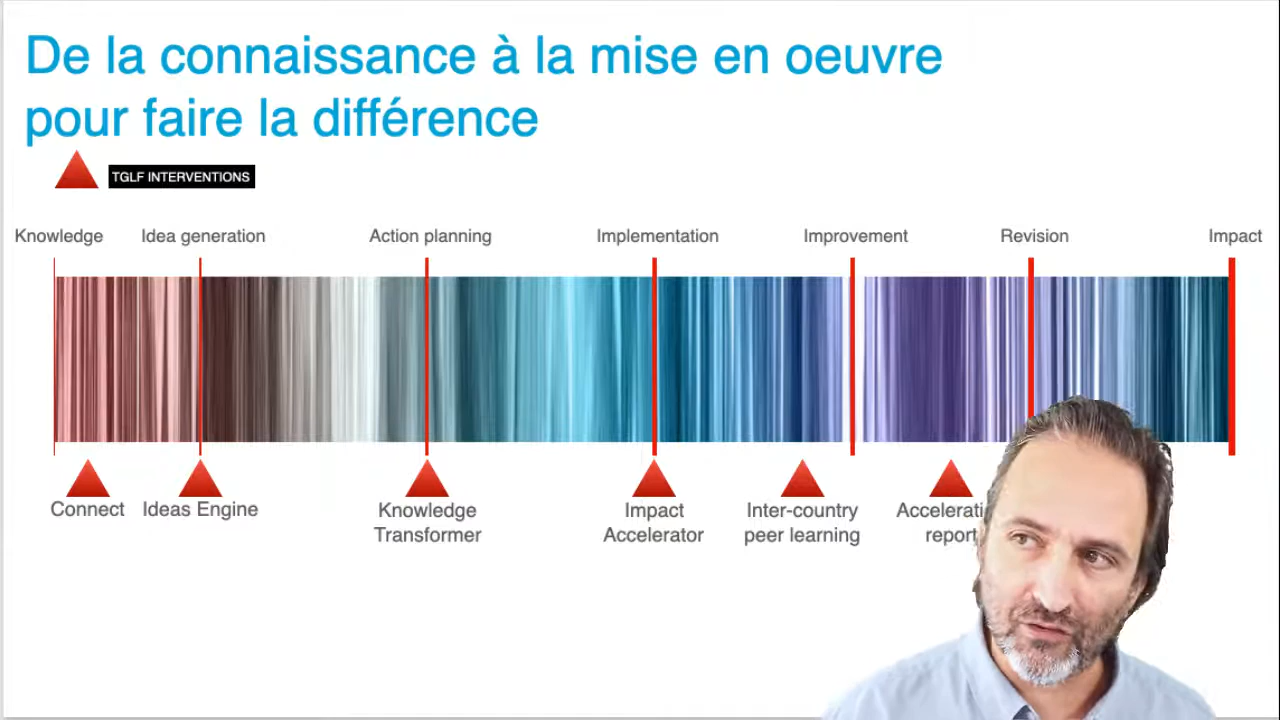 De la connaissance à la mise en oeuvre
pour faire la différence
TGLF INTERVENTIONS
Knowledge Idea generation Action planning Implementation Improvement Revision Impact
Connect Ideas Engine Knowledge Impact Inter-country
Transformer Accelerator peer learning report